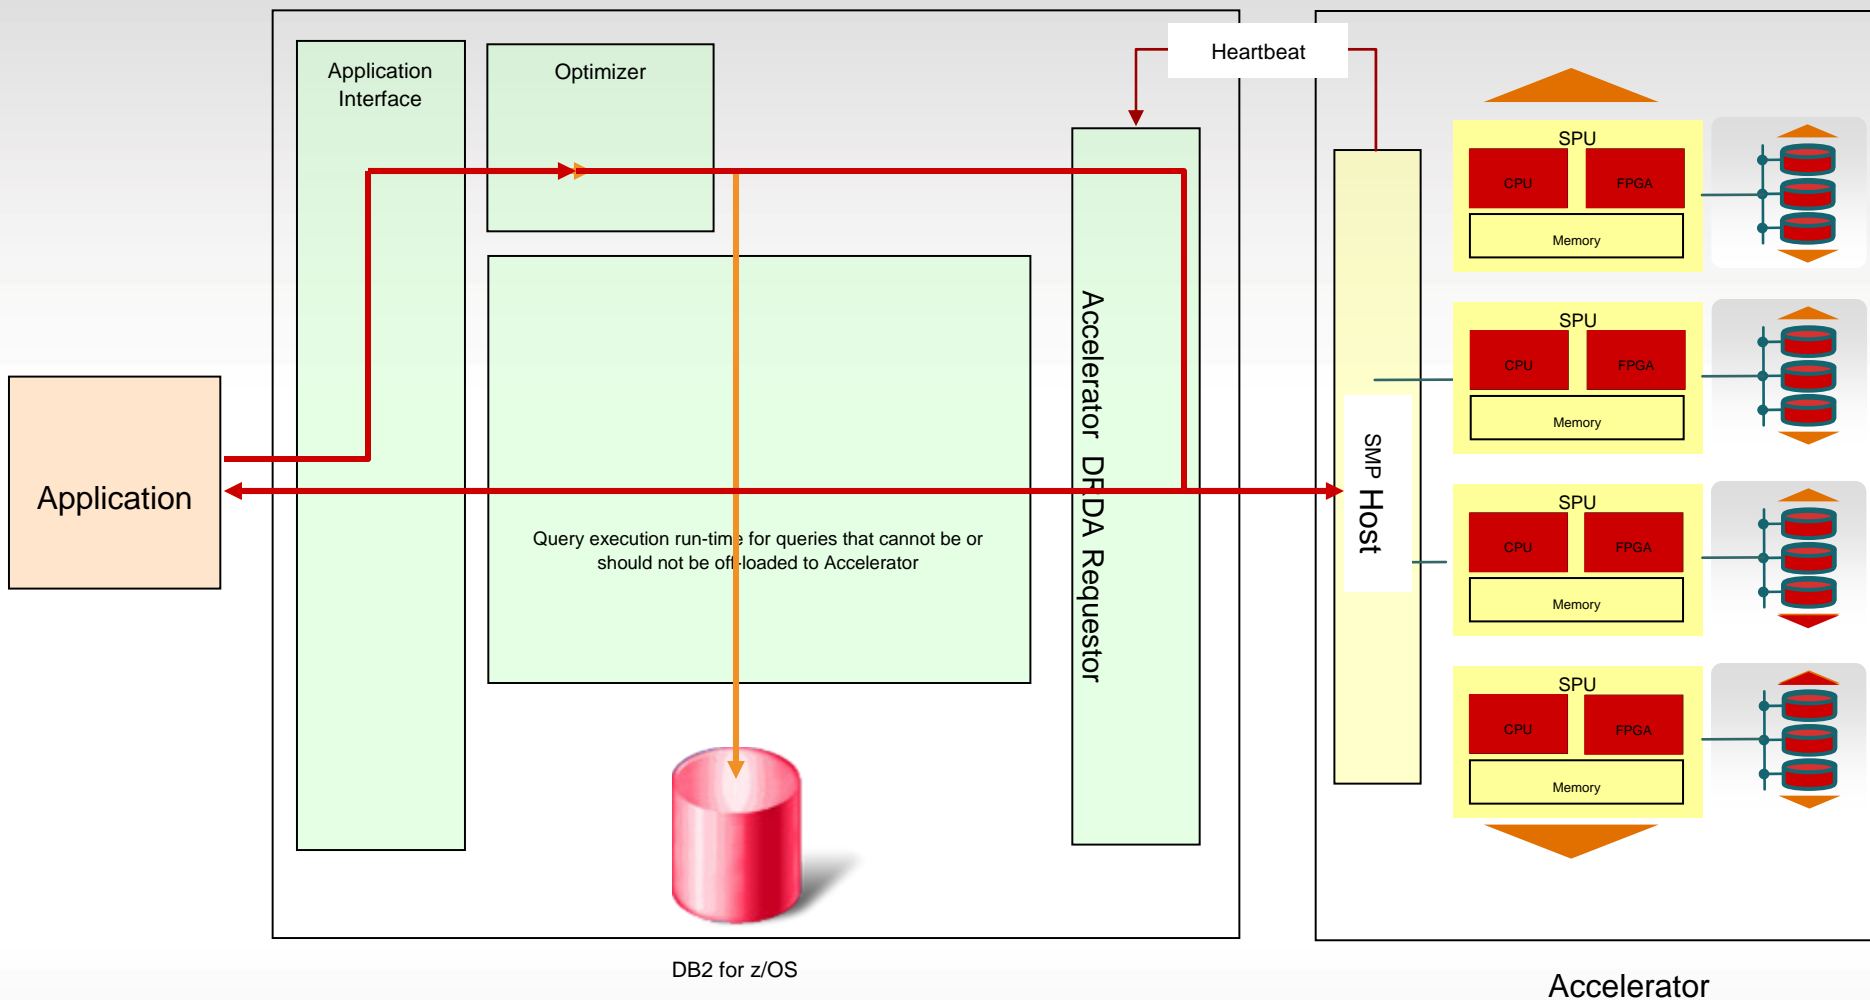 Application
Interface
Optimizer
Heartbeat
Application
Query execution run-time for queries that cannot be or
should not be off-loaded to Accelerator
Accelerator DRDA Requestor
SMP Host
SPU
CPU
FPGA
Memory
SPU
CPU
FPGA
Memory
SPU
CPU
FPGA
Memory
SPU
CPU
FPGA
Memory
DB2 for z/OS
Accelerator